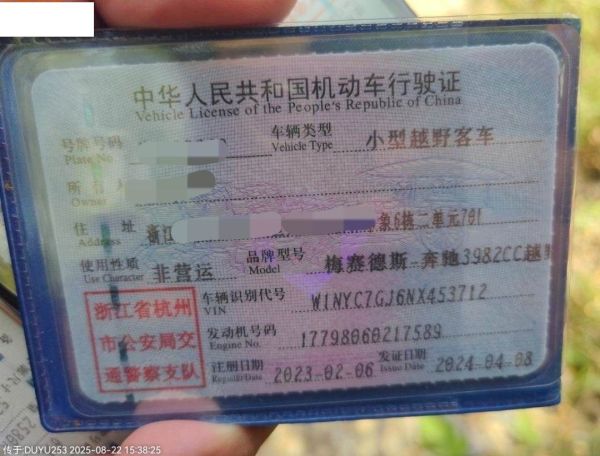 中华人民共和国机动车行驶证
Vehicle License of the People's Republic of China
号牌号码 Plate No 车辆类型 Vehicle Type 小型越野客车
所有人 Owner
住址 Address 浙江 象6栋二单元701
使用性质 Use Character 非营运 品牌型号 Model 梅赛德斯-奔驰3982CC越野
浙江省杭州
市公安局交
通警察支队
车辆识别代号 VIN W1NYC7GJ6NX453712
发动机号码 Engine No. 17798060217589
注册日期 Register Date 2023-02-06 发证日期 Issue Date 2024-04-08
传于:DUYU253 2025-08-22 15:38:25